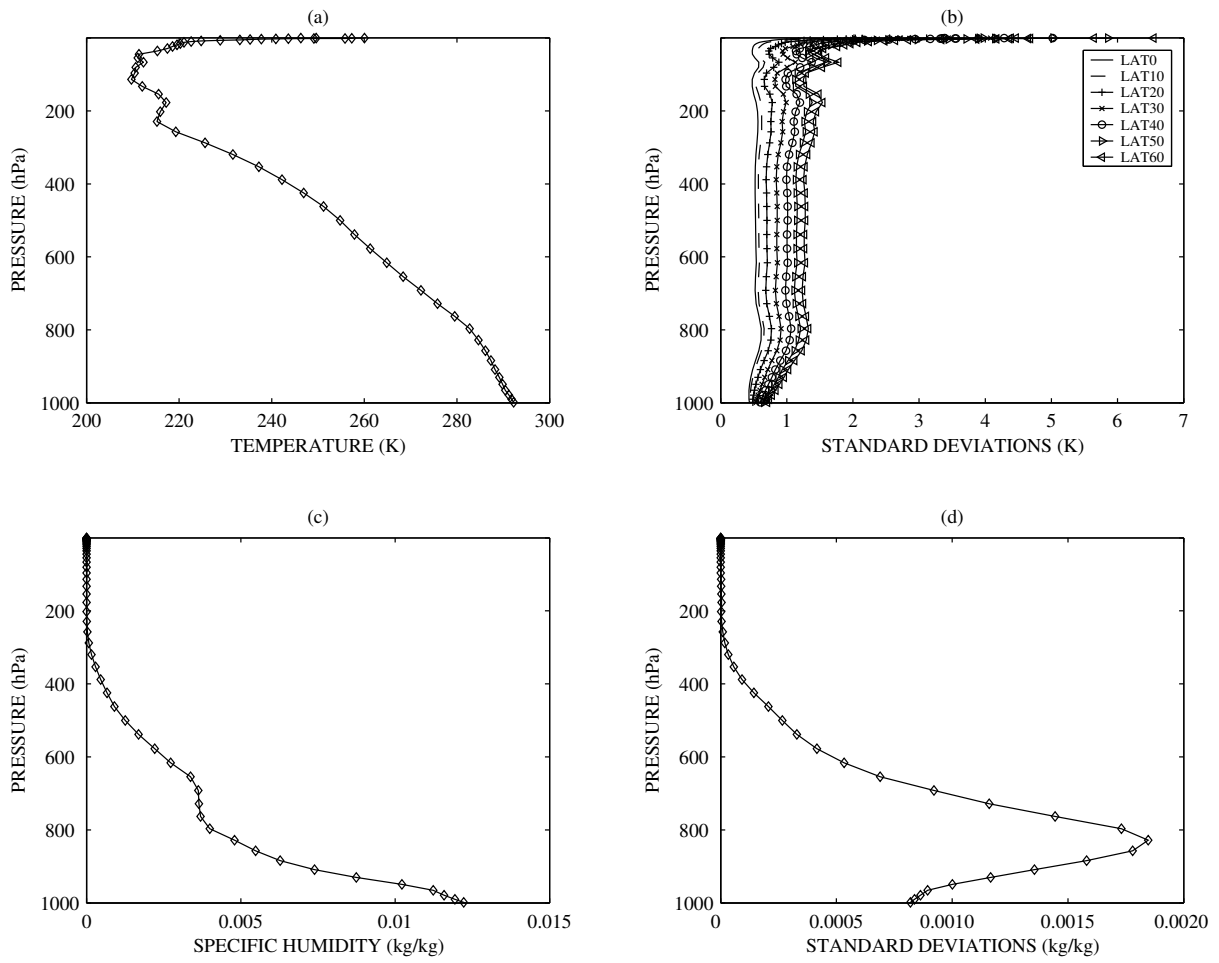 (a)
200
400
600
800
1000
PRESSURE (hPa)
200
220
240
260
280
300
TEMPERATURE (K)
(b)
200
400
600
800
1000
PRESSURE (hPa)
0
1
2
3
4
5
6
7
STANDARD DEVIATIONS (K)
LAT0
LAT10
LAT20
LAT30
LAT40
LAT50
LAT60
(c)
200
400
600
800
1000
PRESSURE (hPa)
0
0.005
0.01
0.015
SPECIFIC HUMIDITY (kg/kg)
(d)
200
400
600
800
1000
PRESSURE (hPa)
0
0.0005
0.0010
0.0015
0.0020
STANDARD DEVIATIONS (kg/kg)